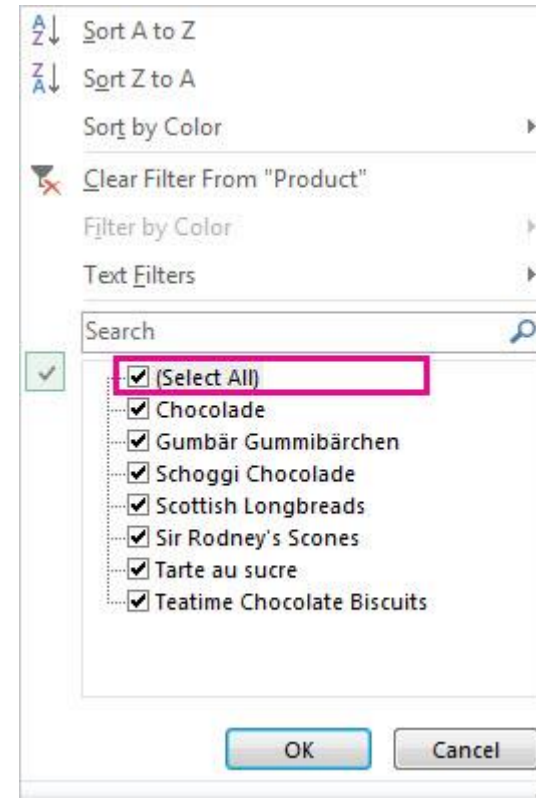 Sort A to Z
Sort Z to A
Sort by Color
Clear Filter From "Product"
Filter by Color
Text Filters
Search
(Select All)
Chocolade
Gumbär Gummibärchen
Schoggi Chocolade
Scottish Longbreads
Sir Rodney's Scones
Tarte au sucre
Teatime Chocolate Biscuits
OK Cancel